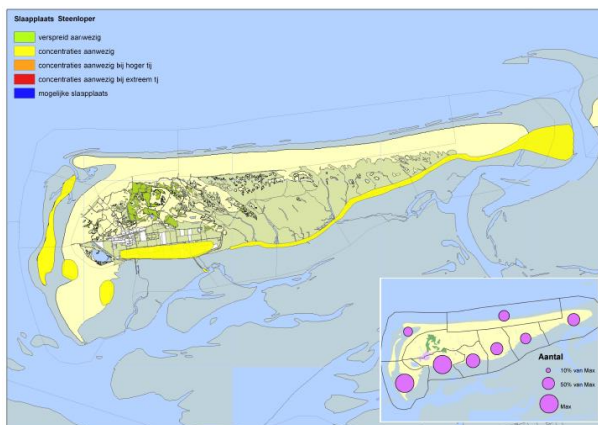 Slaapplaats Steenloper
verspreid aanwezig
concentraties aanwezig
concentraties aanwezig bij hoger tij
concentraties aanwezig bij extreem tj
mogelijke slaapplaats
Aantal
10% van Max
50% van Max
Max